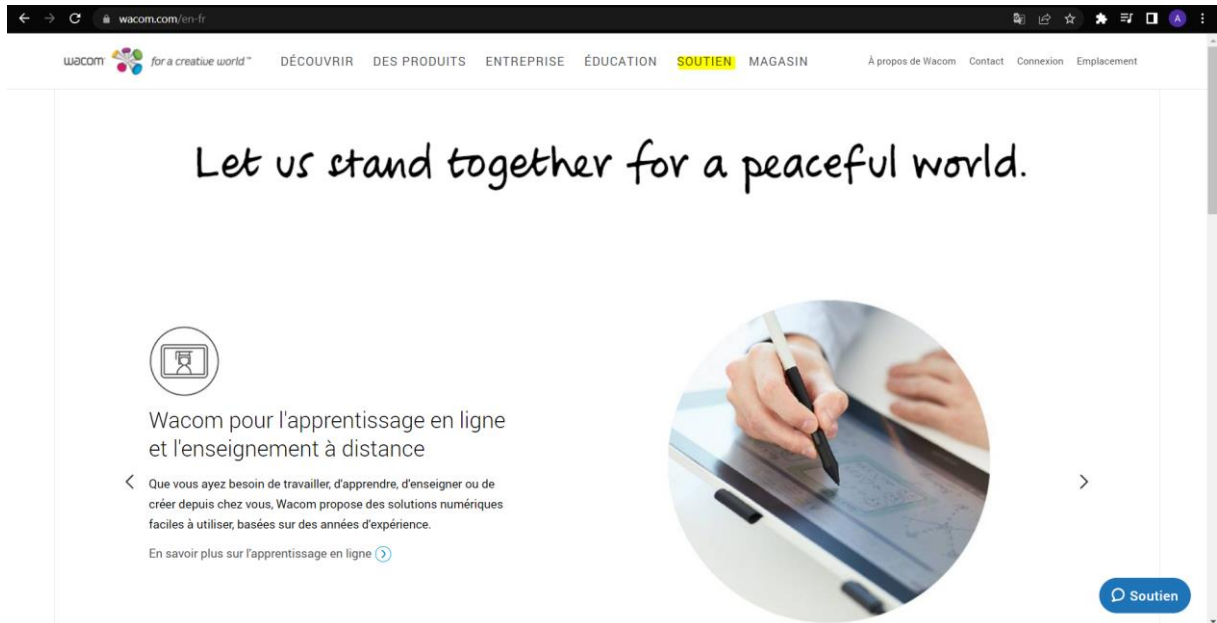 wacom.com/en-fr
A
wacom for a creative world™ DÉCOUVRIR DES PRODUITS ENTREPRISE ÉDUCATION SOUTIEN MAGASIN À propos de Wacom Contact Connexion Emplacement
Let us stand together for a peaceful world.
Wacom pour l'apprentissage en ligne
et l'enseignement à distance
Que vous ayez besoin de travailler, d'apprendre, d'enseigner ou de
créer depuis chez vous, Wacom propose des solutions numériques
faciles à utiliser, basées sur des années d'expérience.
En savoir plus sur l'apprentissage en ligne
Soutien